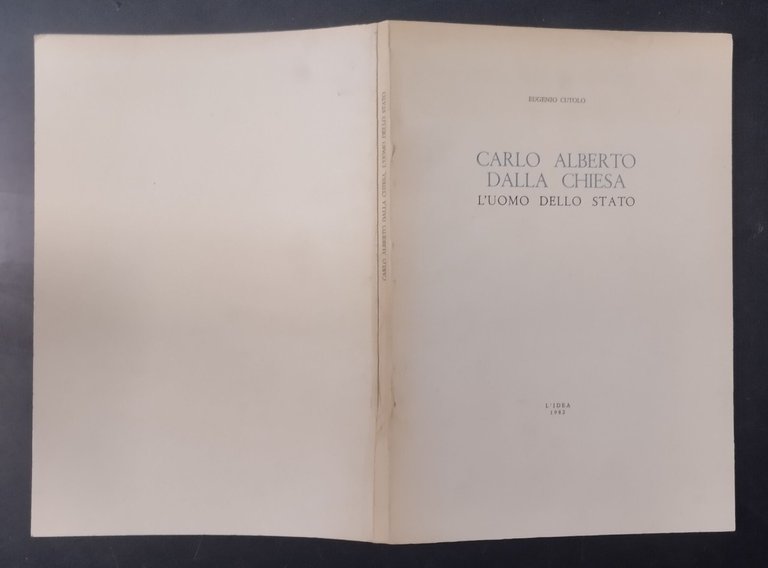 CARLO ALBERTO DALLA CHIESA, L'UOMO DELLO STATO
EUGENIO CUTOLO
CARLO ALBERTO
DALLA CHIESA
L'UOMO DELLO STATO
L'IDEA
1982